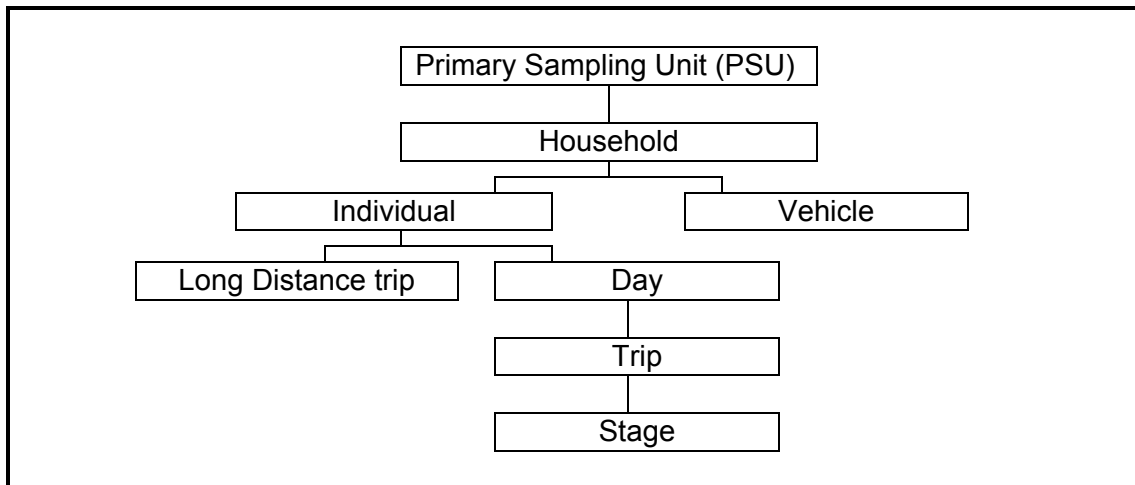 Primary Sampling Unit (PSU)
Household
Individual
Vehicle
Long Distance trip
Day
Trip
Stage